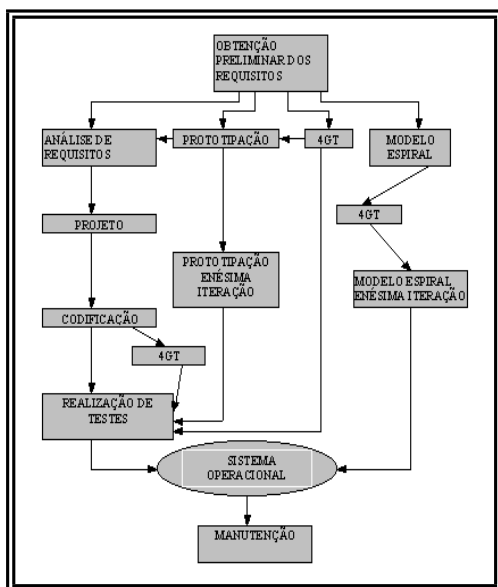 OBTENÇÃO
PRELIMINAR DOS
REQUISITOS
ANÁLISE DE
REQUISITOS
PROTOTIPAÇÃO
4GT
MODELO
ESPIRAL
4GT
PROJETO
PROTOTIPAÇÃO
ENÉSIMA
ITERAÇÃO
MODELO ESPIRAL
ENÉSIMA ITERAÇÃO
CODIFICAÇÃO
4GT
REALIZAÇÃO DE
TESTES
SISTEMA
OPERACIONAL
MANUTENÇÃO